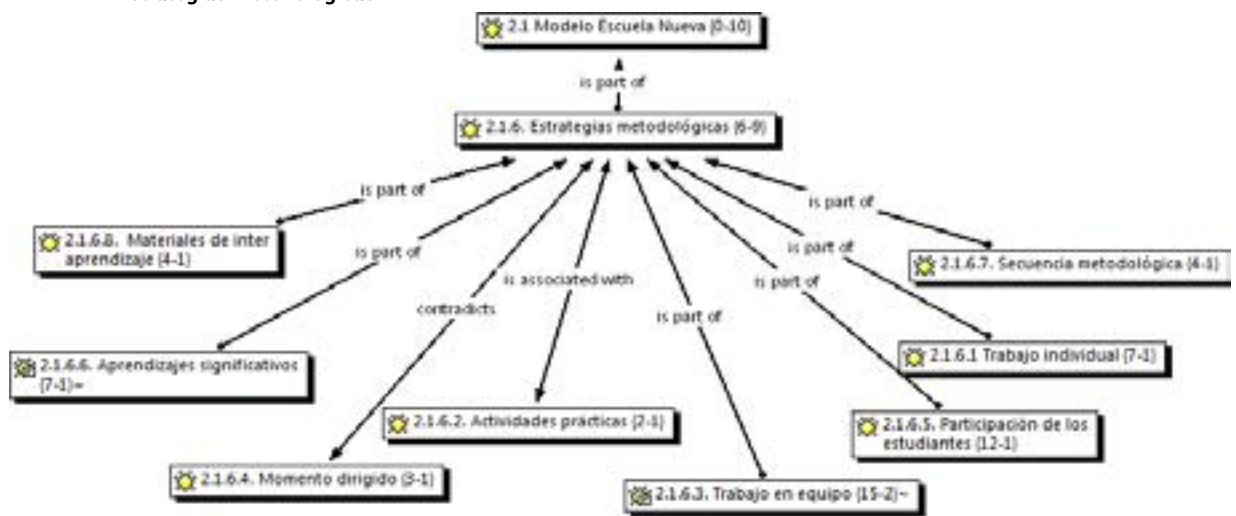 2.1 Modelo Escuela Nueva {0-10}
is part of
2.1.6. Estrategias metodológicas {6-9}
is part of
is part of
2.1.6.8. Materiales de inter
aprendizaje {4-1}
is part of
is part of
2.1.6.7. Secuencia metodológica {4-1}
is associated with
is part of
contradicts
is part of
2.1.6.6. Aprendizajes significativos
{7-1}~
2.1.6.1 Trabajo individual {7-1}
2.1.6.2. Actividades prácticas {2-1}
2.1.6.5. Participación de los
estudiantes {12-1}
2.1.6.4. Momento dirigido {3-1}
2.1.6.3. Trabajo en equipo {15-2}~